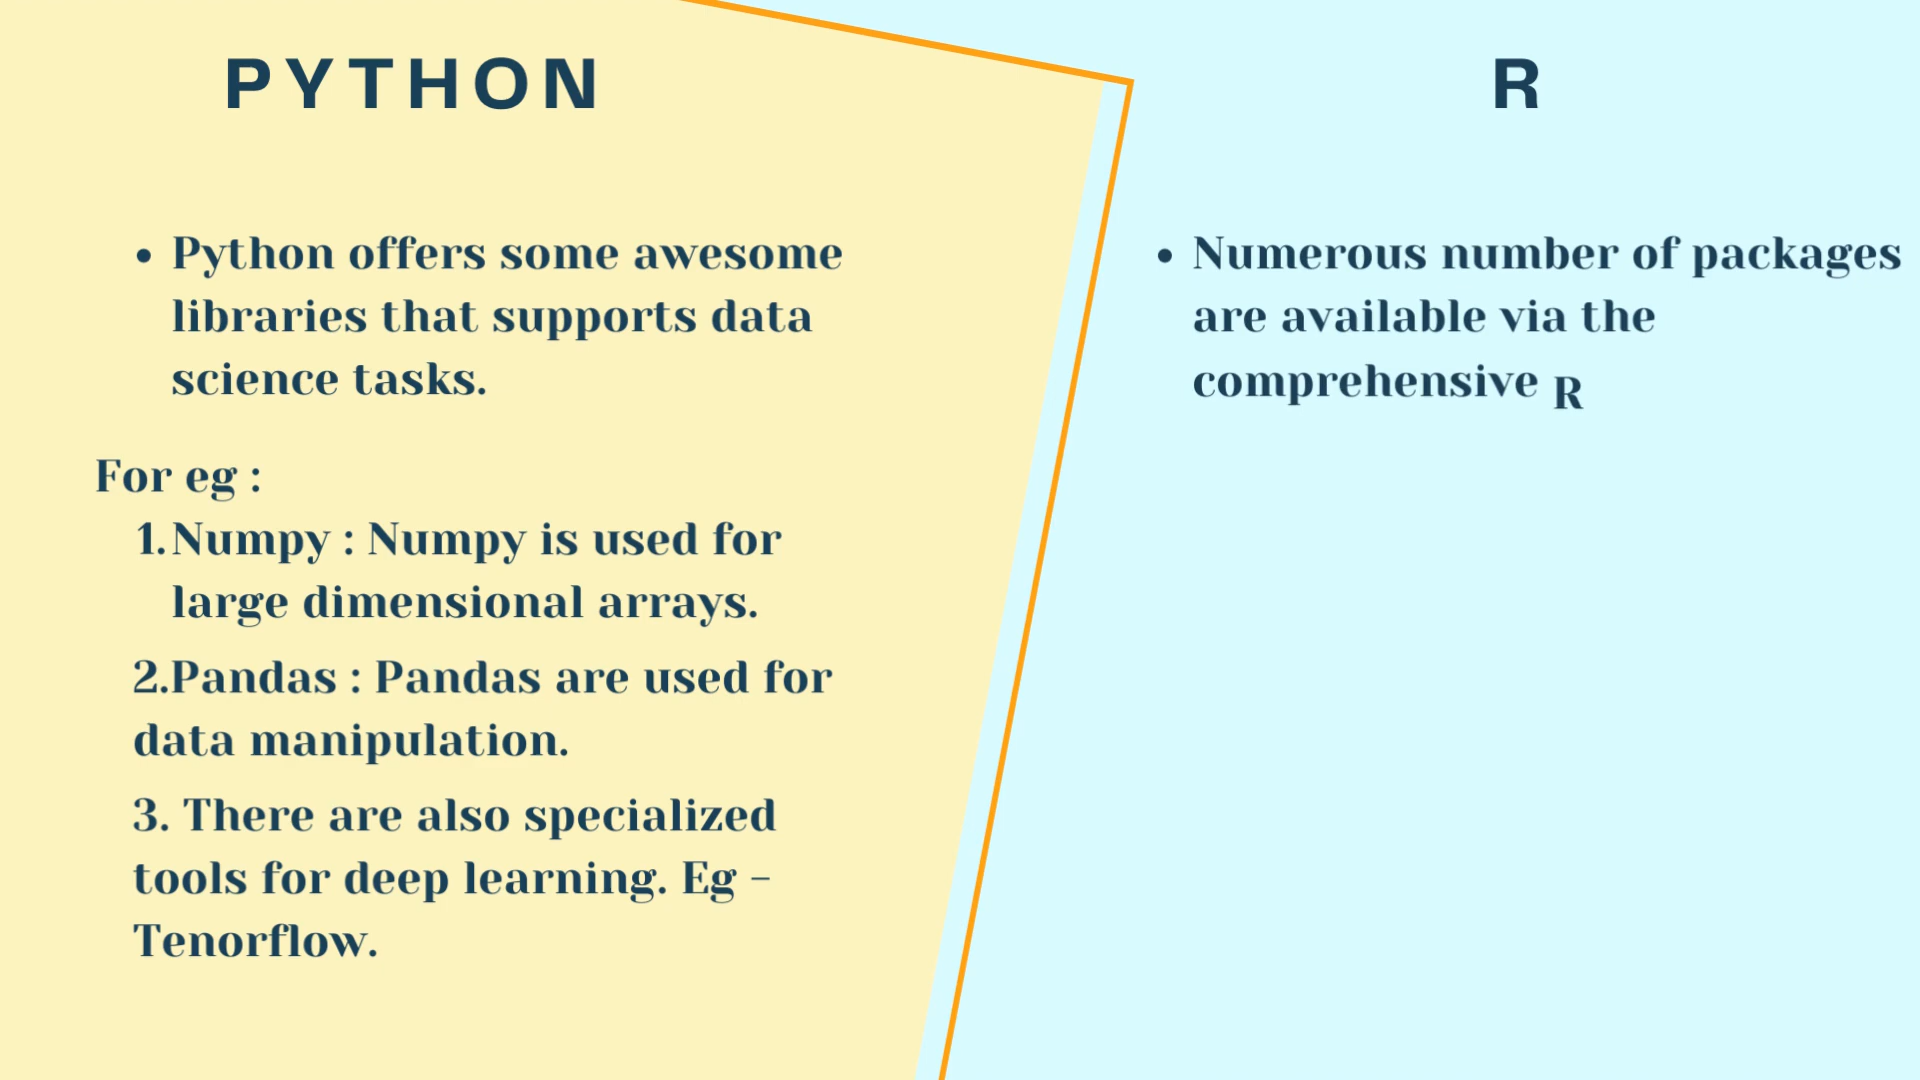 PYTHON
• Python offers some awesome
libraries that supports data
science tasks.
For eg :
1. Numpy : Numpy is used for
large dimensional arrays.
2.Pandas : Pandas are used for
data manipulation.
3. There are also specialized
tools for deep learning. Eg -
Tenorflow.
R
• Numerous number of packages
are available via the
comprehensive R